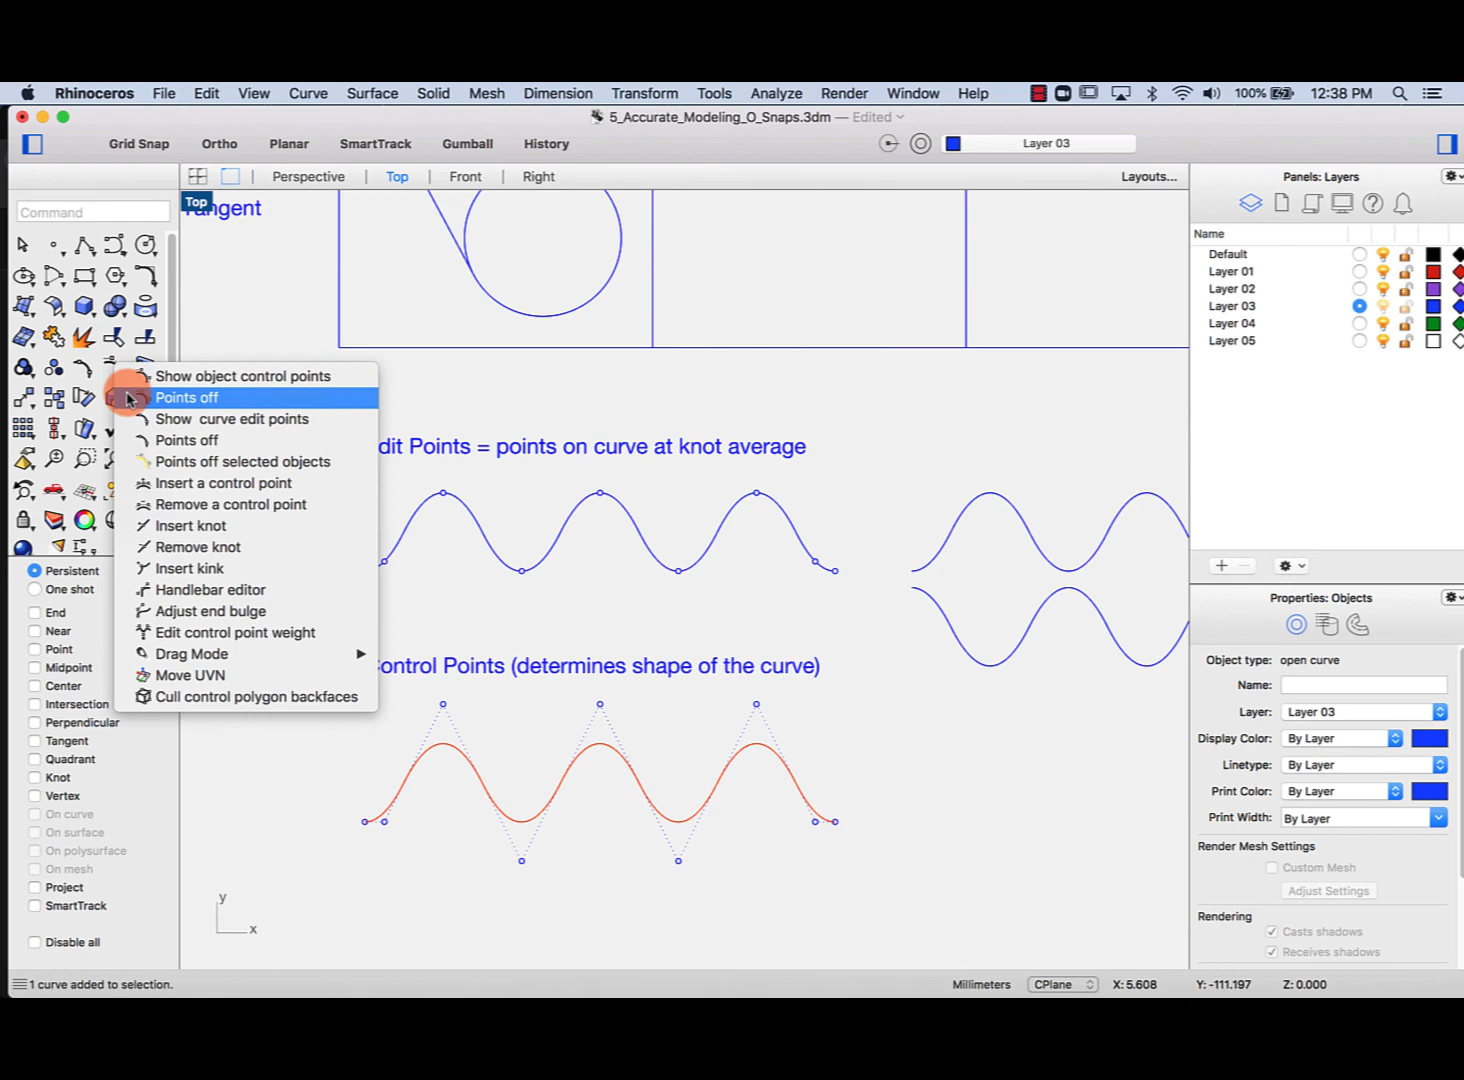 Rhinoceros File Edit View Curve Surface Solid Mesh Dimension Transform Tools Analyze Render Window Help 100% 12:38 PM
5_Accurate_Modeling_O_Snaps.3dm — Edited
Grid Snap Ortho Planar SmartTrack Gumball History Layer 03
Perspective Top Front Right Layouts...
Panels: Layers
Top
Tangent
Command
Name
Default
Layer 01
Layer 02
Layer 03
Layer 04
Layer 05
Show object control points
Points off
Show curve edit points
Points off
Points off selected objects
Insert a control point
Remove a control point
Insert knot
Remove knot
Insert kink
Handlebar editor
Adjust end bulge
Edit control point weight
Drag Mode
Move UVN
Cull control polygon backfaces
dit Points = points on curve at knot average
ontrol Points (determines shape of the curve)
Persistent
One shot
End
Near
Point
Midpoint
Center
Intersection
Perpendicular
Tangent
Quadrant
Knot
Vertex
On curve
On surface
On polysurface
On mesh
Project
SmartTrack
Disable all
y
x
Properties: Objects
Object type: open curve
Name:
Layer: Layer 03
Display Color: By Layer
Linetype: By Layer
Print Color: By Layer
Print Width: By Layer
Render Mesh Settings
Custom Mesh
Adjust Settings
Rendering
Casts shadows
Receives shadows
1 curve added to selection.
Millimeters CPlane X: 5.608 Y: -111.197 Z: 0.000